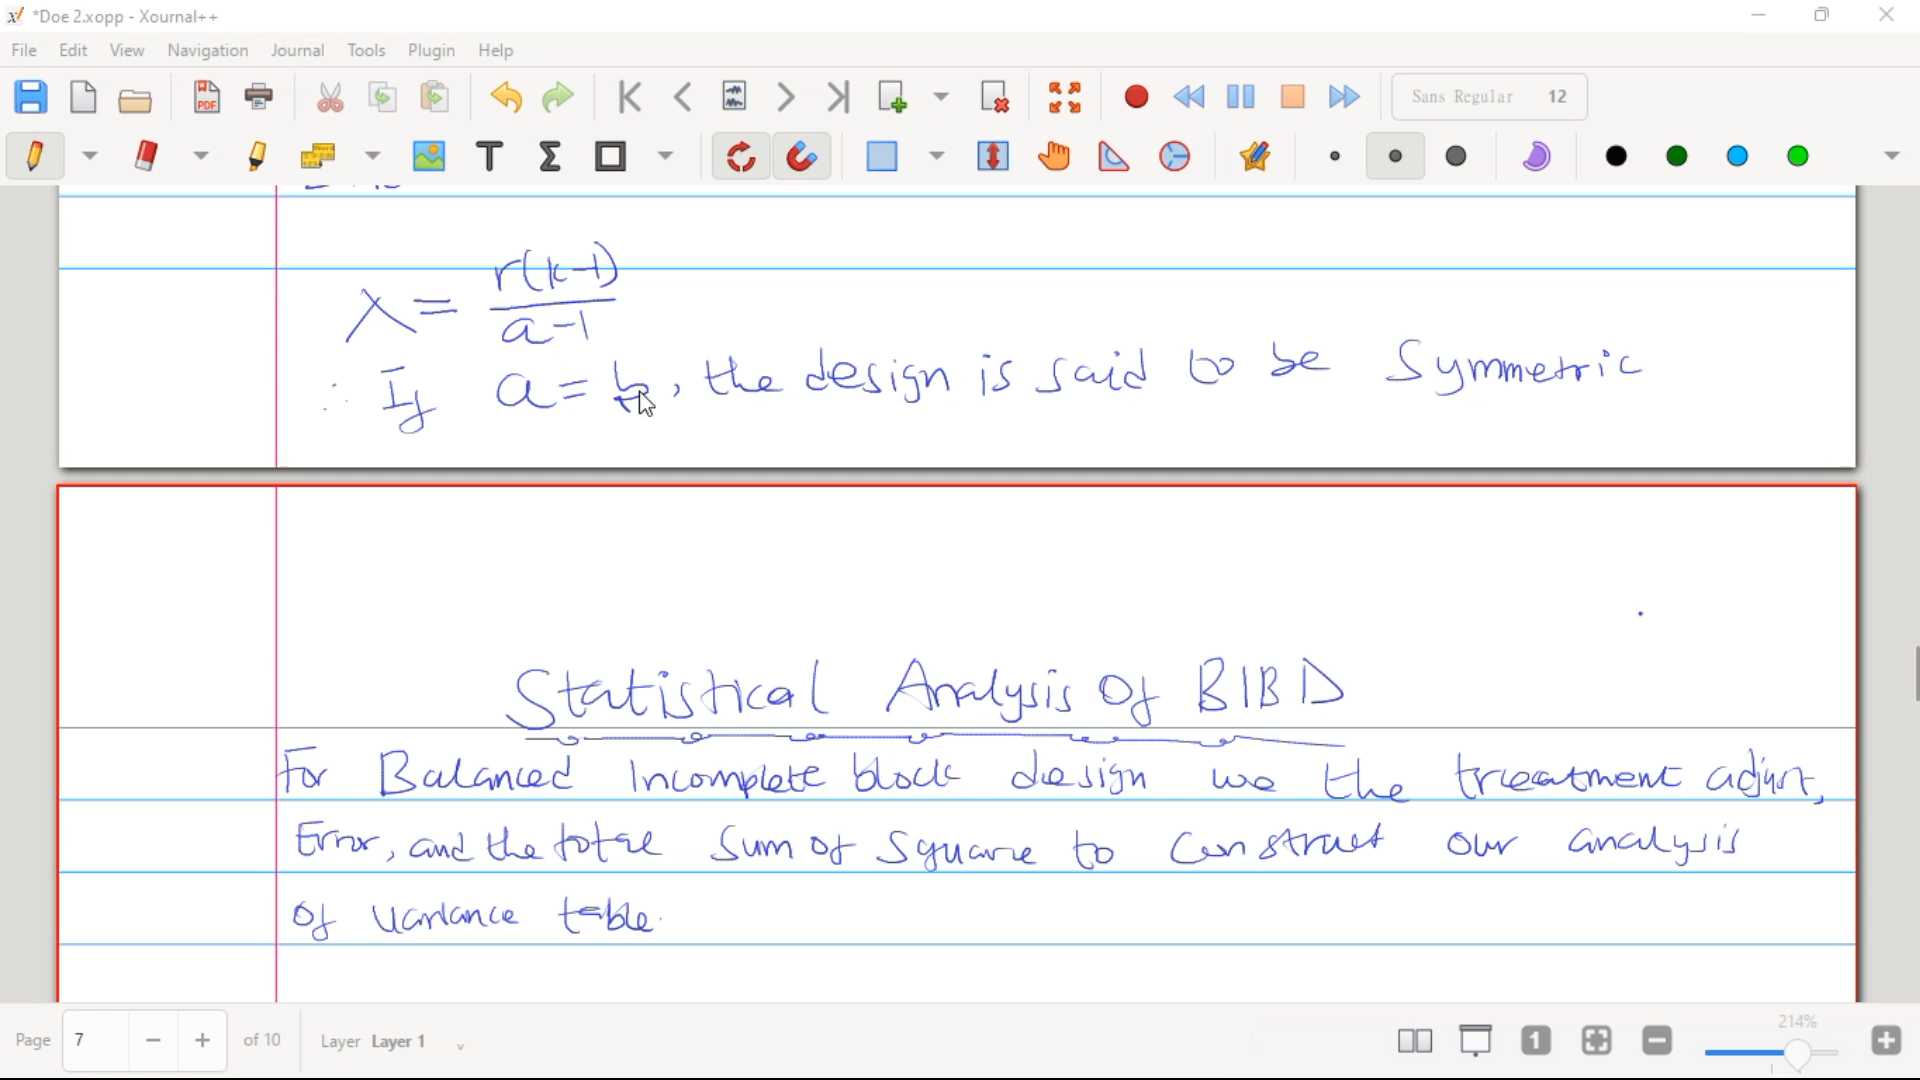 *Doe 2.xopp - Xournal++
File Edit View Navigation Journal Tools Plugin Help
Sans Regular 12
λ = r(k-1)
a-1
∴ If a = b, the design is said to be Symmetric
Statistical Analysis Of BIBD
For Balanced Incomplete block design we the treatment adjust,
Error, and the total Sum of Square to Construct our analysis
Of variance table.
Page 7 of 10 Layer Layer 1 214%